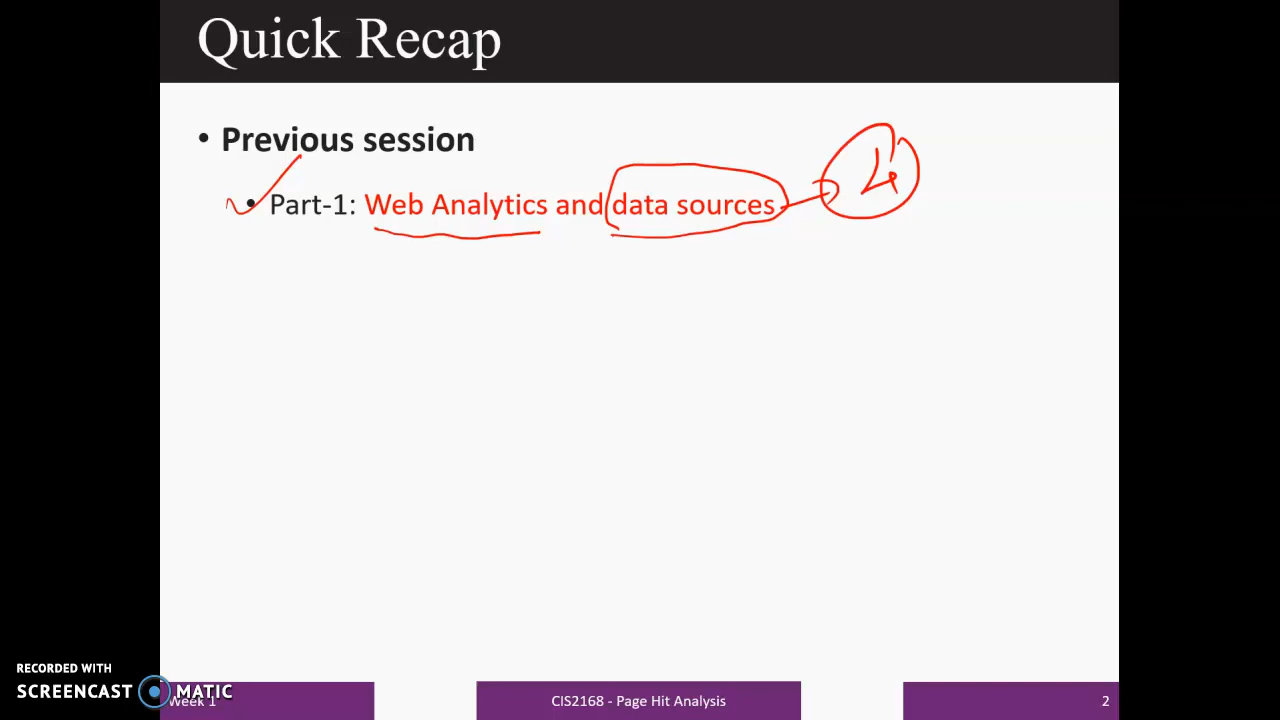 Quick Recap
• Previous session
4
• Part-1: Web Analytics and data sources
RECORDED WITH
SCREENCAST MATIC
Week 1
CIS2168 - Page Hit Analysis
2